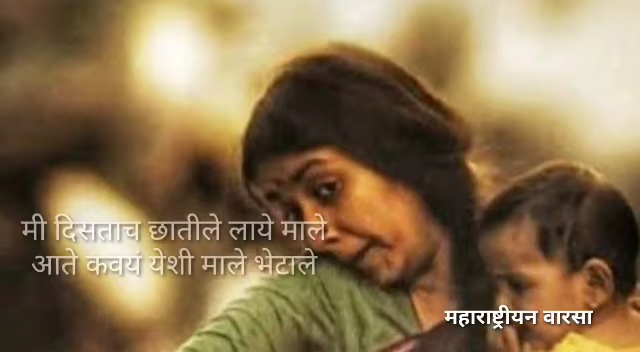 मी दिसताच छातीले लाये माले
आते कवयं येशी माले भेटाले
महाराष्ट्रीयन वारसा